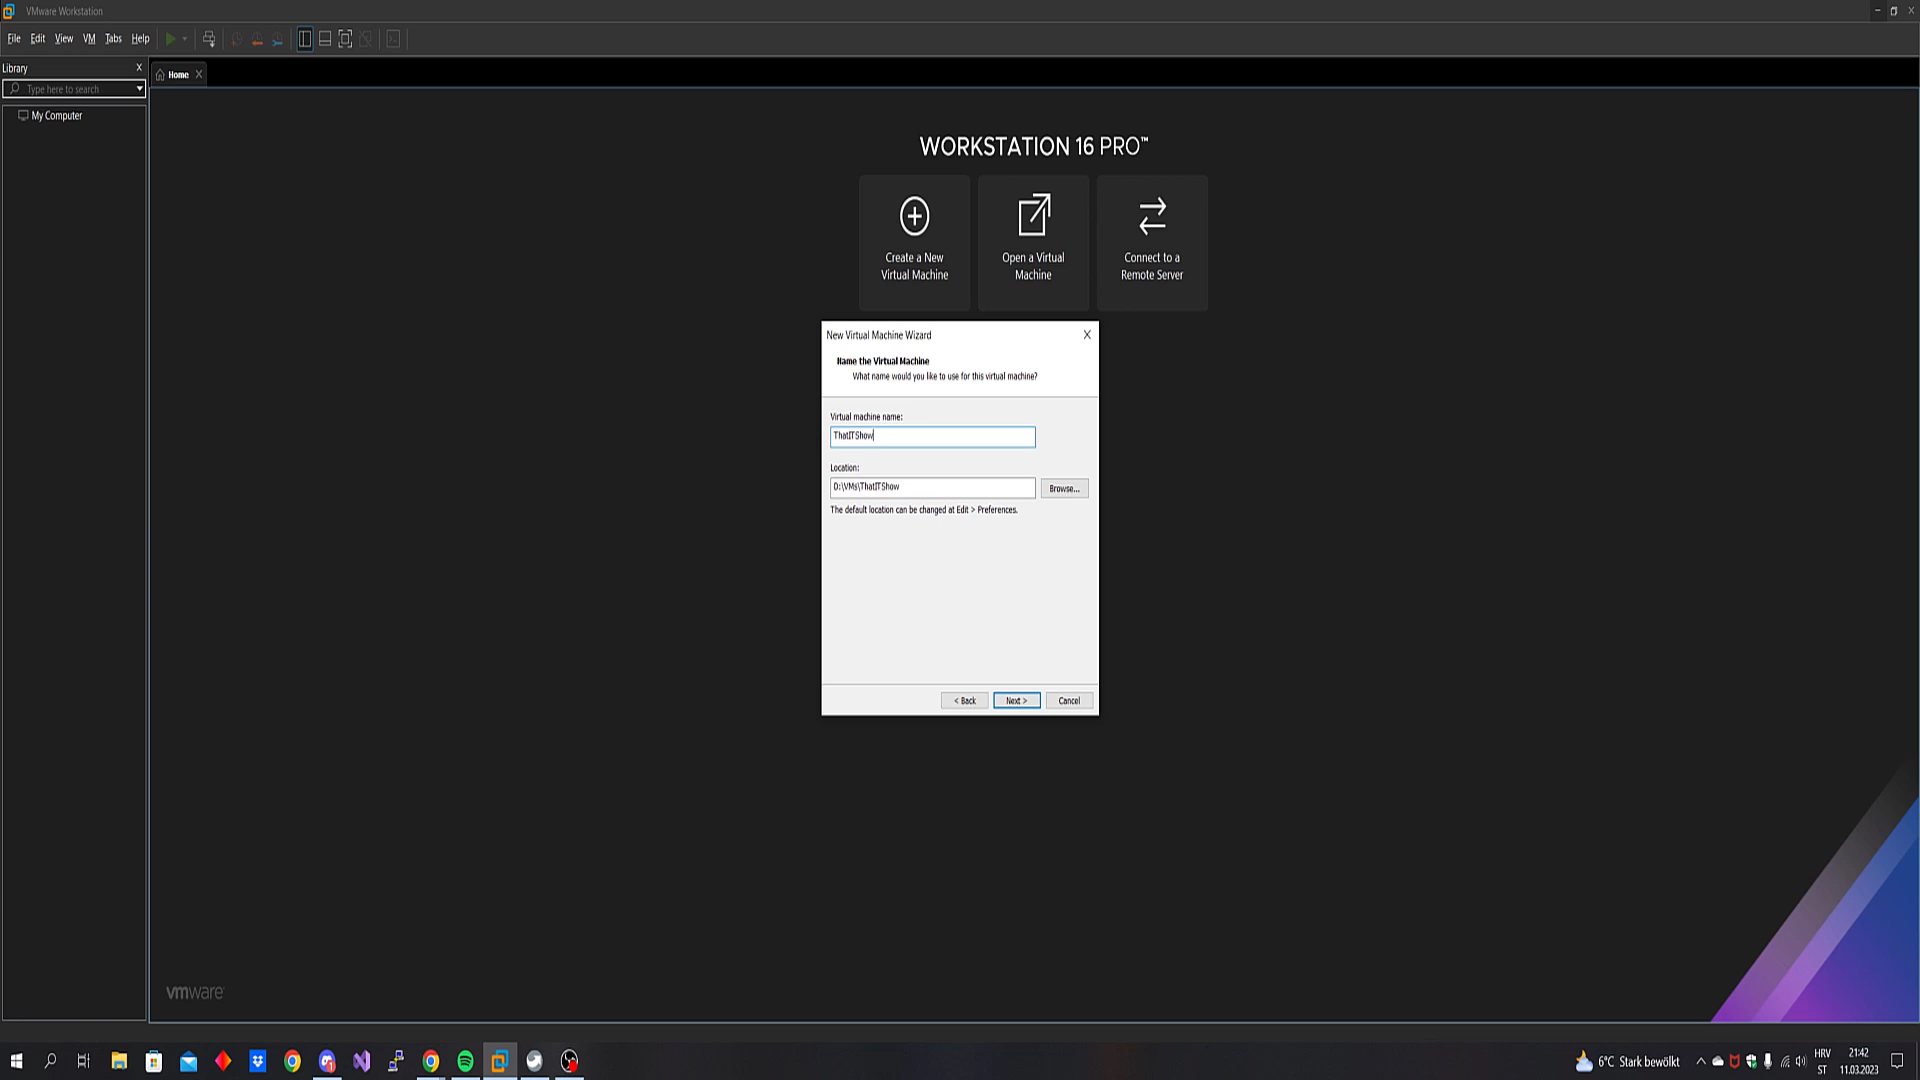 VMware Workstation
File Edit View VM Tabs Help
Library
Type here to search
My Computer
Home
WORKSTATION 16 PRO™
Create a New
Virtual Machine
Open a Virtual
Machine
Connect to a
Remote Server
New Virtual Machine Wizard
Name the Virtual Machine
What name would you like to use for this virtual machine?
Virtual machine name:
ThatITShow
Location:
D:\VMs\ThatITShow
Browse...
The default location can be changed at Edit > Preferences.
< Back
Next >
Cancel
vmware
6°C Stark bewölkt
HRV
ST
21:42
11.03.2023